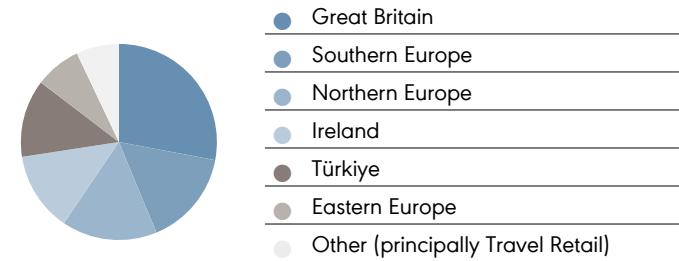 Great Britain
Southern Europe
Northern Europe
Ireland
Türkiye
Eastern Europe
Other (principally Travel Retail)